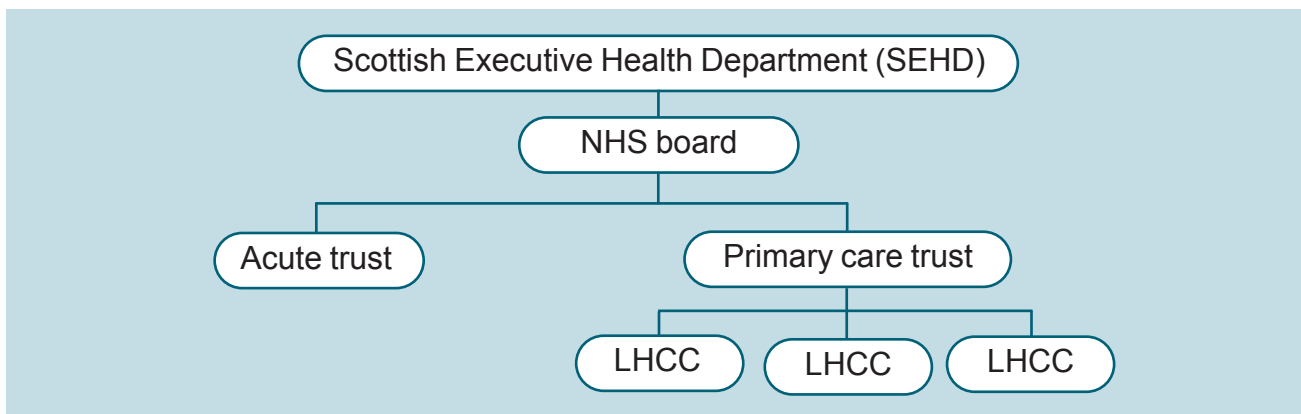 Scottish Executive Health Department (SEHD)
NHS board
Acute trust
Primary care trust
LHCC
LHCC
LHCC